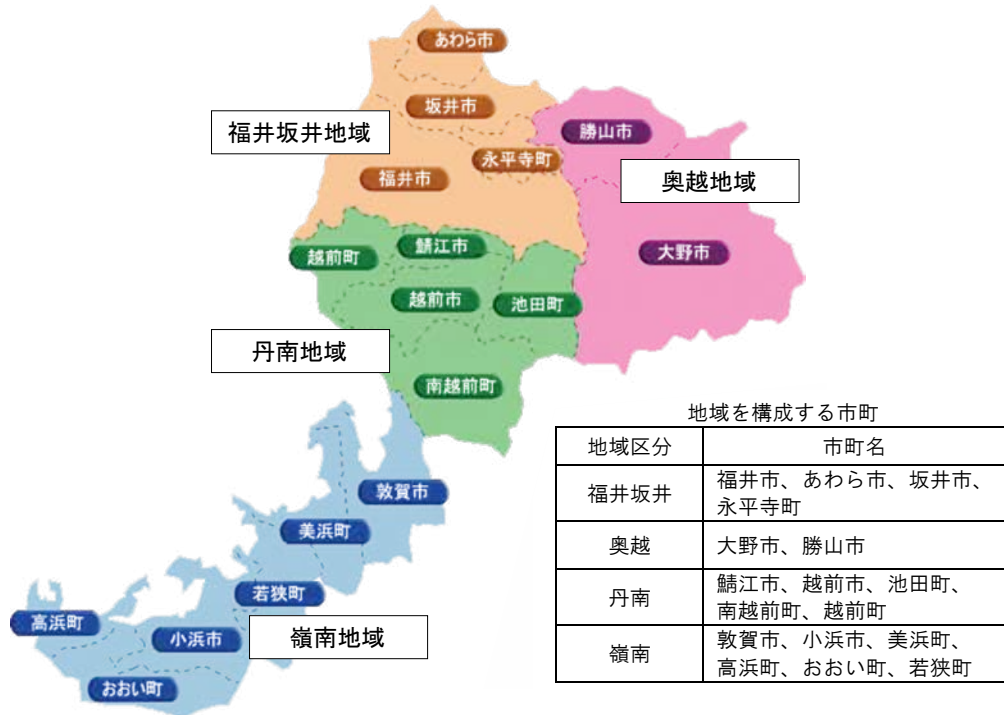 あわら市
坂井市
福井坂井地域
勝山市
永平寺町
奥越地域
福井市
越前町
鯖江市
大野市
越前市
池田町
丹南地域
南越前町
地域を構成する市町
地域区分 市町名
福井坂井 福井市、あわら市、坂井市、
永平寺町
奥越 大野市、勝山市
丹南 鯖江市、越前市、池田町、
南越前町、越前町
嶺南 敦賀市、小浜市、美浜町、
高浜町、おおい町、若狭町
敦賀市
美浜町
若狭町
高浜町
小浜市
嶺南地域
おおい町